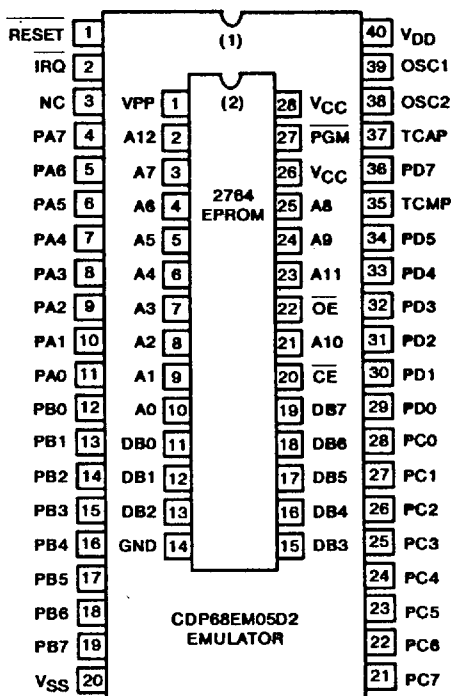 RESET 1 (1) 40 VDD
IRQ 2 39 OSC1
NC 3 VPP 1 (2) 28 VCC 38 OSC2
PA7 4 A12 2 27 PGM 37 TCAP
PA6 5 A7 3 26 VCC 36 PD7
2764
EPROM
PA5 6 A6 4 25 A8 35 TCMP
PA4 7 A5 5 24 A9 34 PD5
PA3 8 A4 6 23 A11 33 PD4
PA2 9 A3 7 22 OE 32 PD3
PA1 10 A2 8 21 A10 31 PD2
PA0 11 A1 9 20 CE 30 PD1
PB0 12 A0 10 19 DB7 29 PD0
PB1 13 DB0 11 18 DB6 28 PC0
PB2 14 DB1 12 17 DB5 27 PC1
PB3 15 DB2 13 16 DB4 26 PC2
PB4 16 GND 14 15 DB3 25 PC3
PB5 17 24 PC4
PB6 18 23 PC5
CDP68EM05D2
EMULATOR
PB7 19 22 PC6
VSS 20 21 PC7